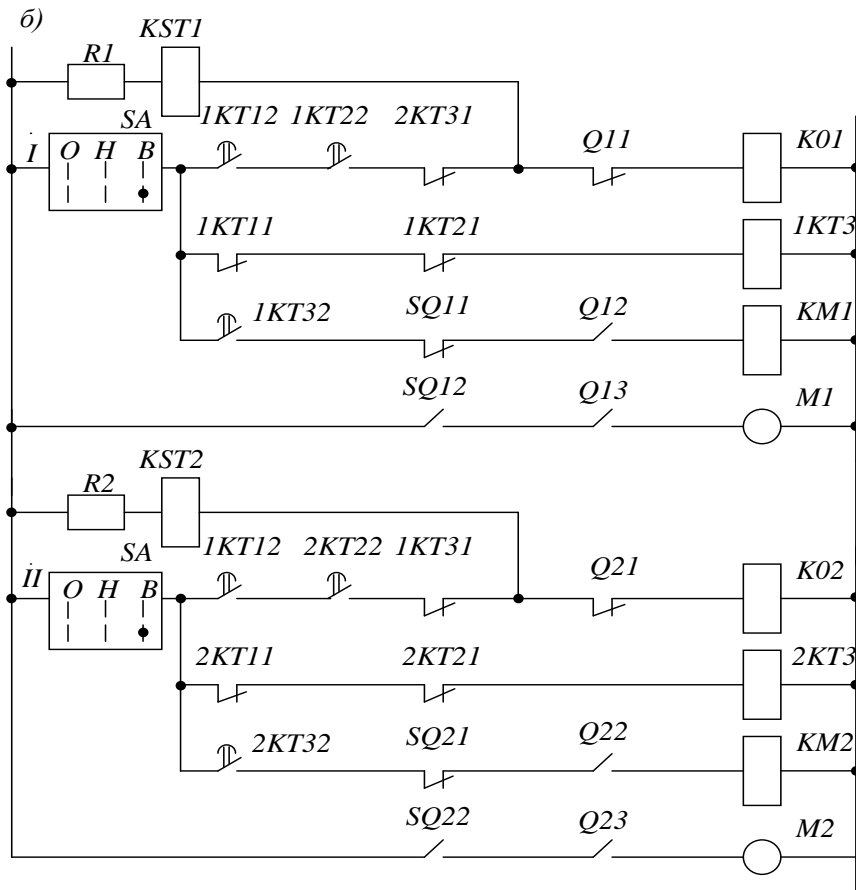 б)
KST1
R1
SA
1KT12 1KT22 2KT31
Q11
K01
I
O H B
1KT11 1KT21
1KT3
1KT32
SQ11 Q12
KM1
SQ12 Q13
M1
KST2
R2
SA
1KT12 2KT22 1KT31
Q21
K02
II
O H B
2KT11 2KT21
2KT3
2KT32
SQ21 Q22
KM2
SQ22 Q23
M2